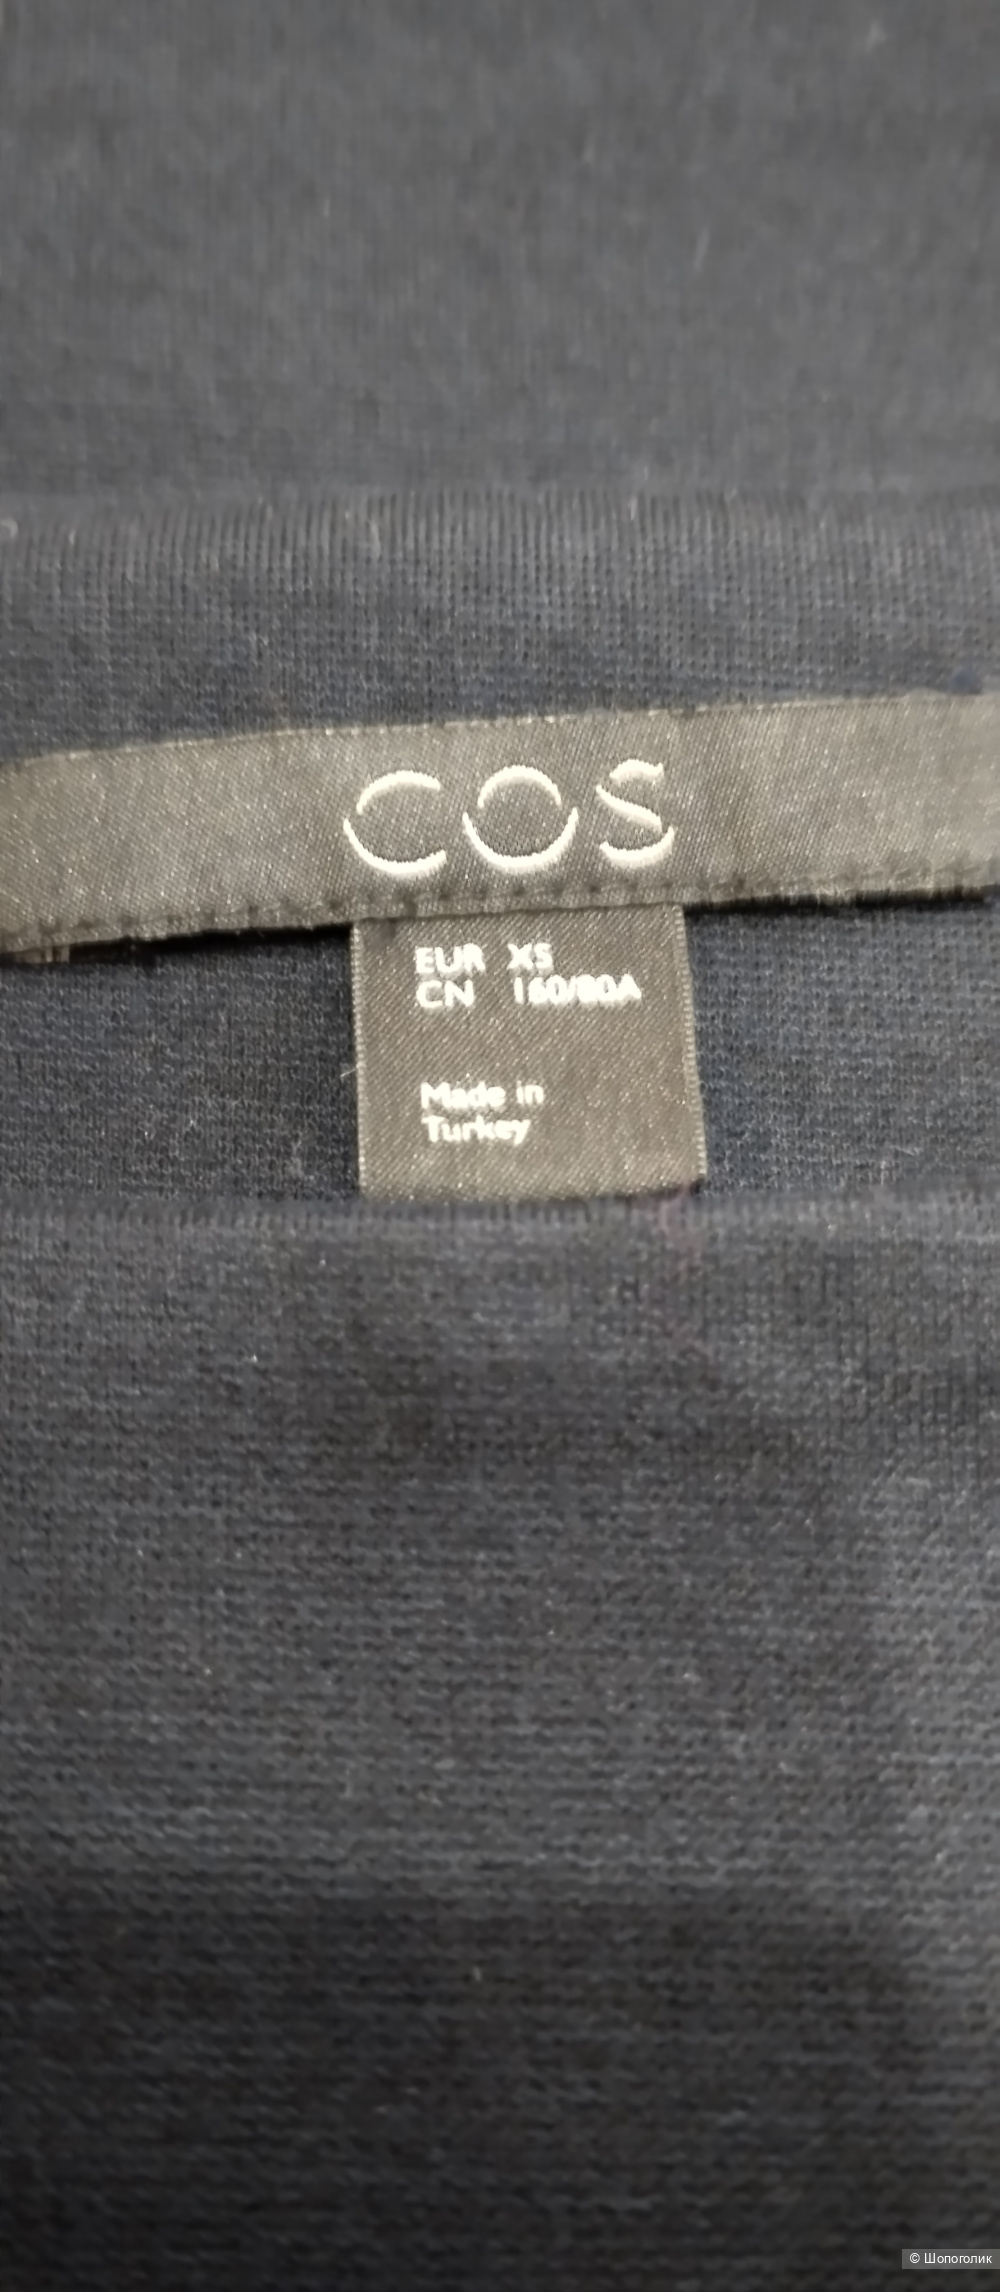 COS
EUR XS
CN 160/80A
Made in
Turkey
© Шопоголик